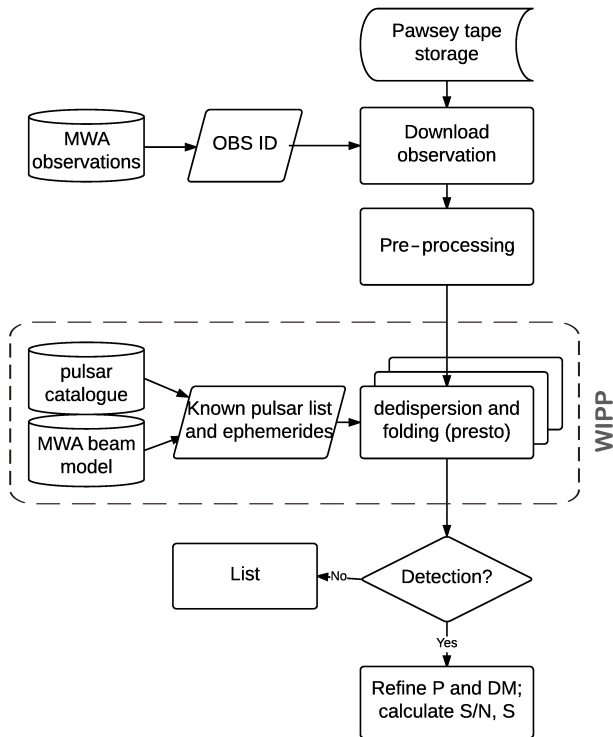 Pawsey tape
storage
MWA
observations
OBS ID
Download
observation
Pre-processing
pulsar
catalogue
MWA beam
model
Known pulsar list
and ephemerides
dedispersion and
folding (presto)
WIPP
Detection?
No
List
Yes
Refine P and DM;
calculate S/N, S